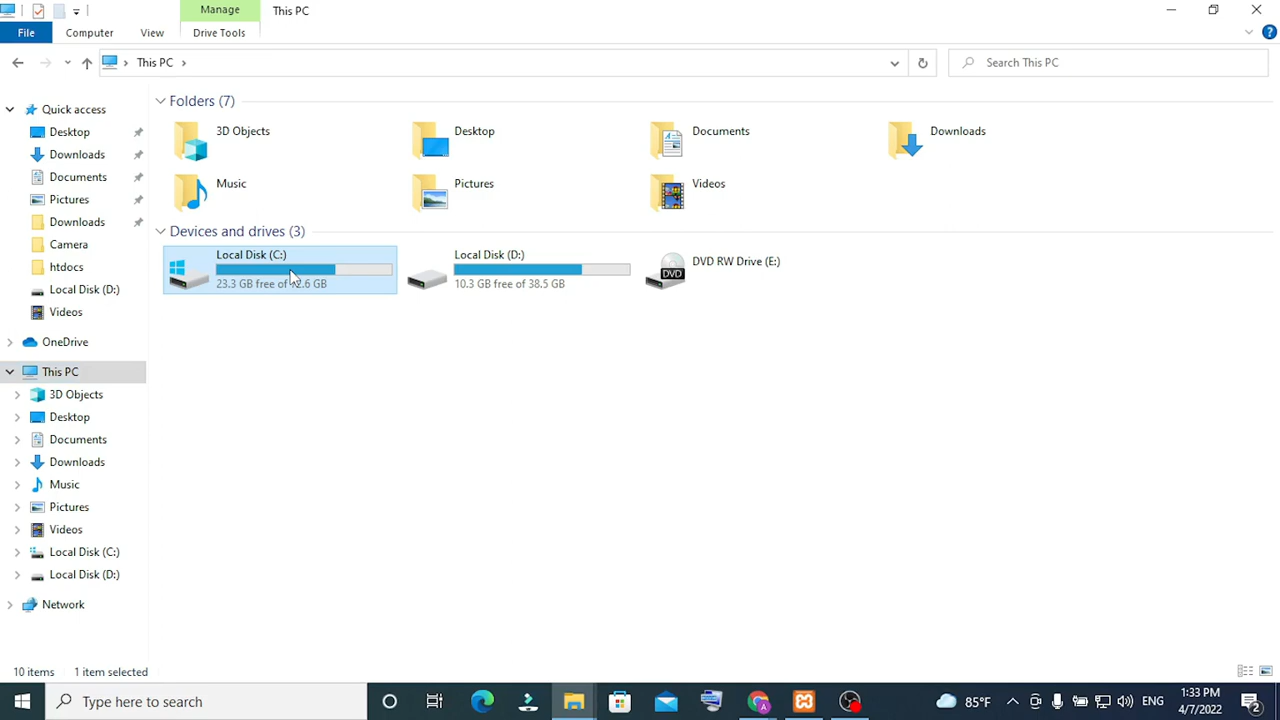 Manage
This PC
File
Computer
View
Drive Tools
This PC
Search This PC
Quick access
Desktop
Downloads
Documents
Pictures
Downloads
Camera
htdocs
Local Disk (D:)
Videos
OneDrive
This PC
3D Objects
Desktop
Documents
Downloads
Music
Pictures
Videos
Local Disk (C:)
Local Disk (D:)
Network
Folders (7)
3D Objects
Desktop
Documents
Downloads
Music
Pictures
Videos
Devices and drives (3)
Local Disk (C:)
23.3 GB free of 2.6 GB
Local Disk (D:)
10.3 GB free of 38.5 GB
DVD RW Drive (E:)
DVD
10 items
1 item selected
Type here to search
85°F
ENG
1:33 PM
4/7/2022
2